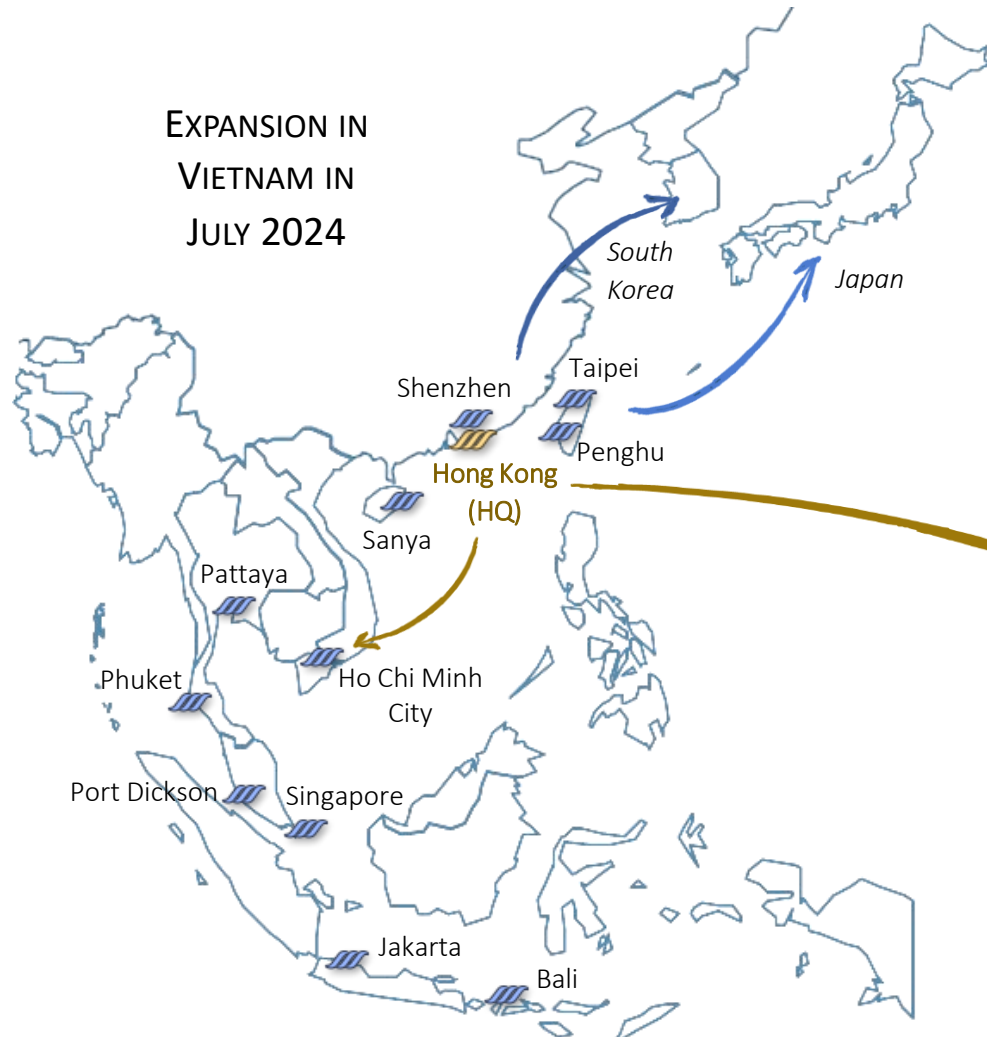 EXPANSION IN
VIETNAM IN
JULY 2024
South
Korea
Japan
Taipei
Shenzhen
Penghu
Hong Kong
(HQ)
Sanya
Pattaya
Ho Chi Minh
City
Phuket
Port Dickson
Singapore
Jakarta
Bali